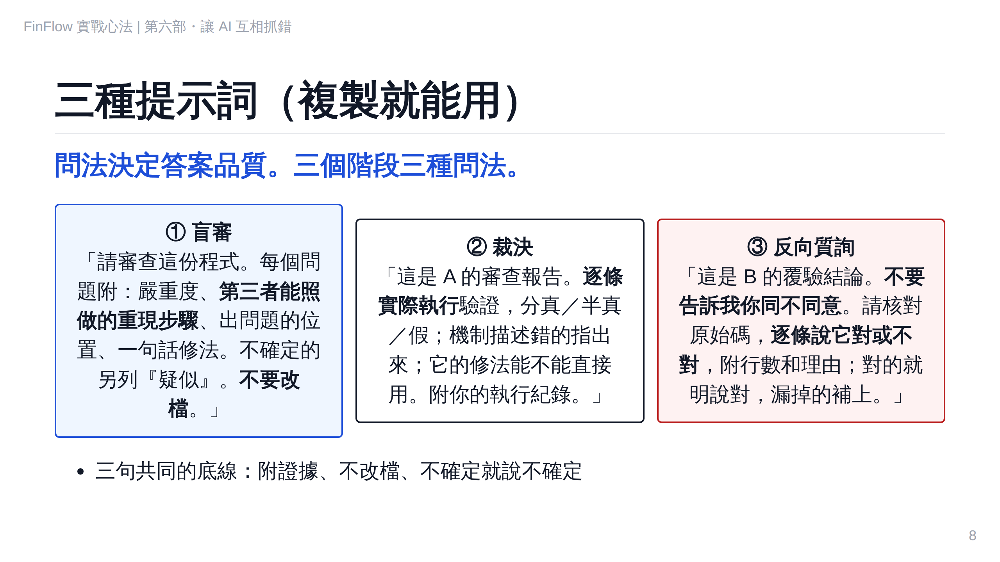 FinFlow 實戰心法 | 第六部・讓 AI 互相抓錯
三種提示詞（複製就能用）
問法決定答案品質。三個階段三種問法。
① 盲審
「請審查這份程式。每個問
題附：嚴重度、第三者能照
做的重現步驟、出問題的位
置、一句話修法。不確定的
另列『疑似』。不要改
檔。」
② 裁決
「這是 A 的審查報告。逐條
實際執行驗證，分真／半真
／假；機制描述錯的指出
來；它的修法能不能直接
用。附你的執行紀錄。」
③ 反向質詢
「這是 B 的覆驗結論。不要
告訴我你同不同意。請核對
原始碼，逐條說它對或不
對，附行數和理由；對的就
明說對，漏掉的補上。」
• 三句共同的底線：附證據、不改檔、不確定就說不確定
8